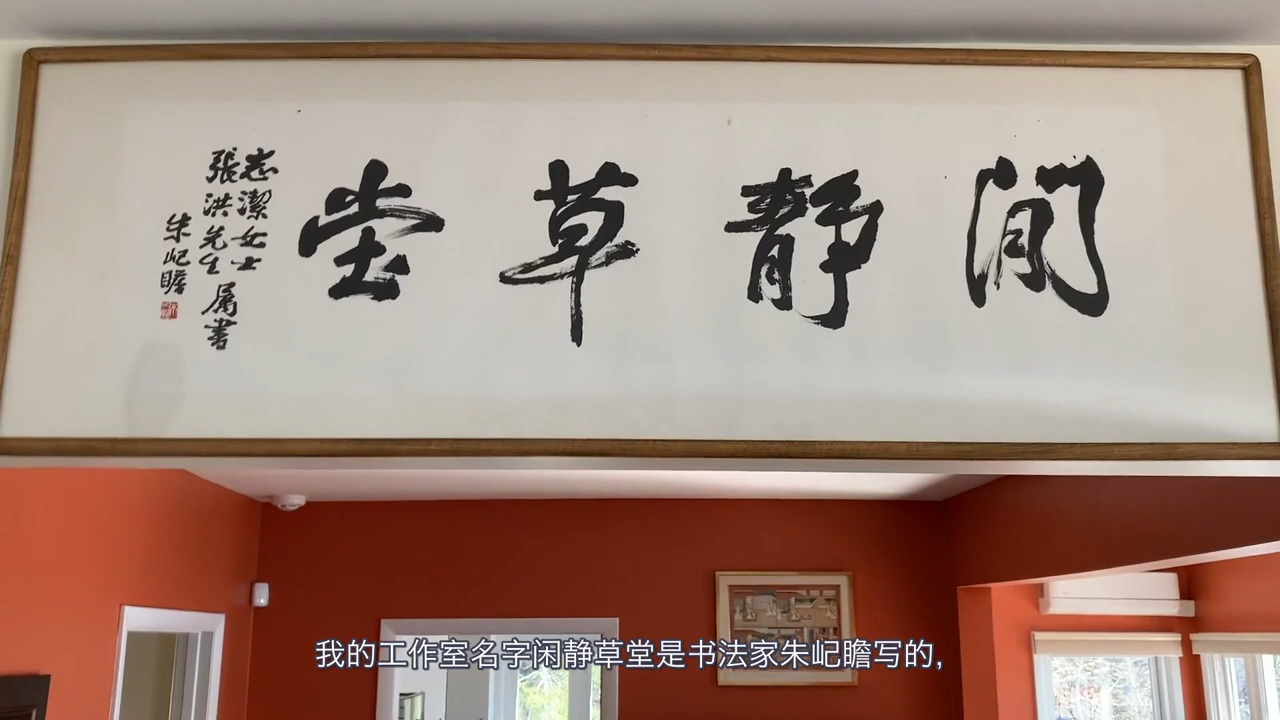 閒靜草堂
志潔女士
張洪先生属書
朱屺瞻
我的工作室名字闲静草堂是书法家朱屺瞻写的,